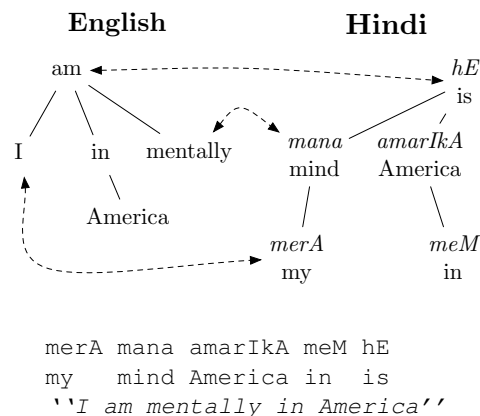 English Hindi
am hE
is
I in mentally mana amarIkA
mind America
America
merA meM
my in
merA mana amarIkA meM hE
my mind America in is
‘‘I am mentally in America’’